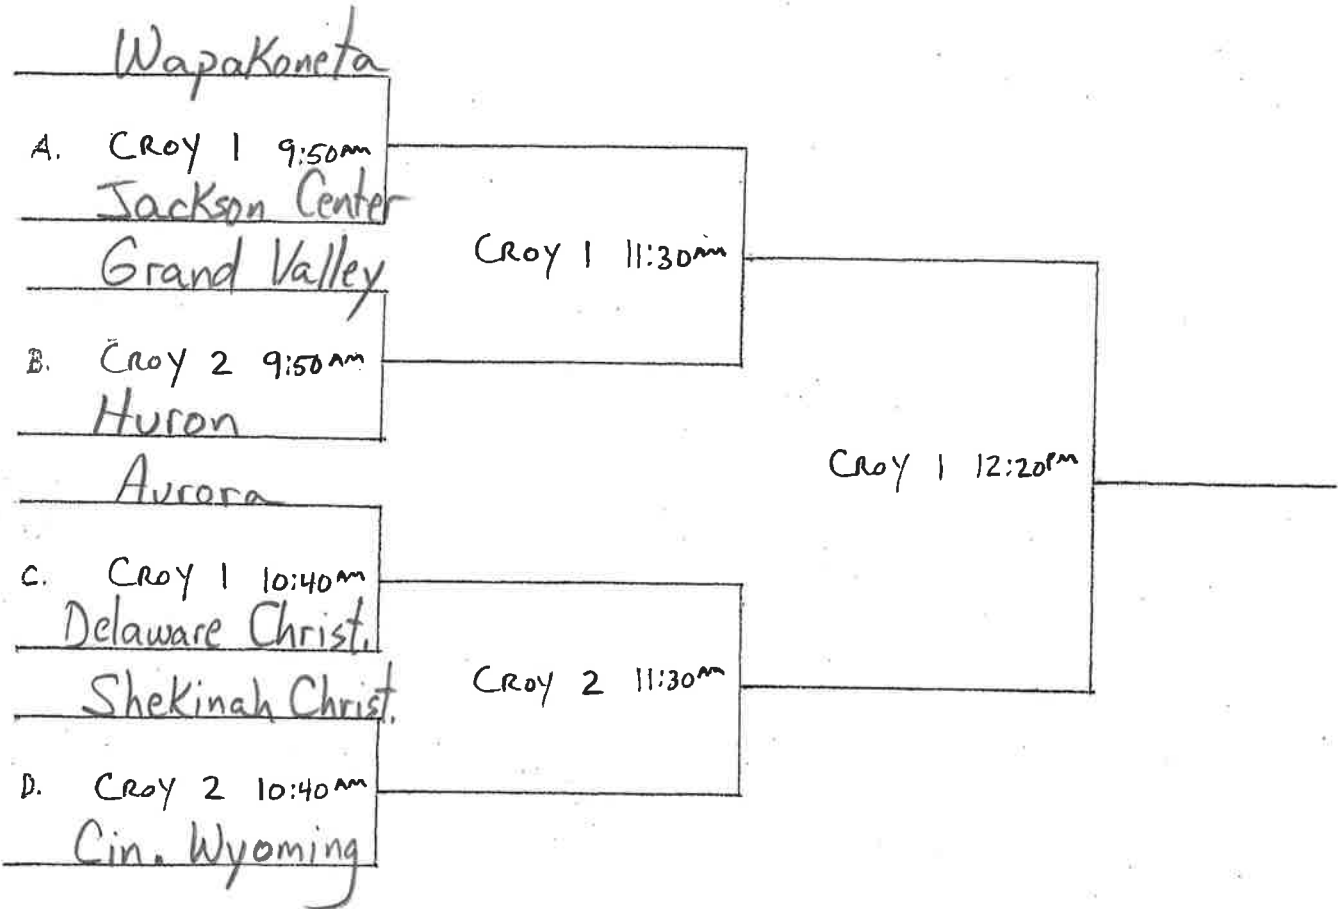 Wapakoneta
A. CROY 1 9:50AM
Jackson Center
Grand Valley
CROY 1 11:30AM
B. CROY 2 9:50AM
Huron
CROY 1 12:20PM
Aurora
C. CROY 1 10:40AM
Delaware Christ.
Shekinah Christ.
CROY 2 11:30AM
D. CROY 2 10:40AM
Cin. Wyoming